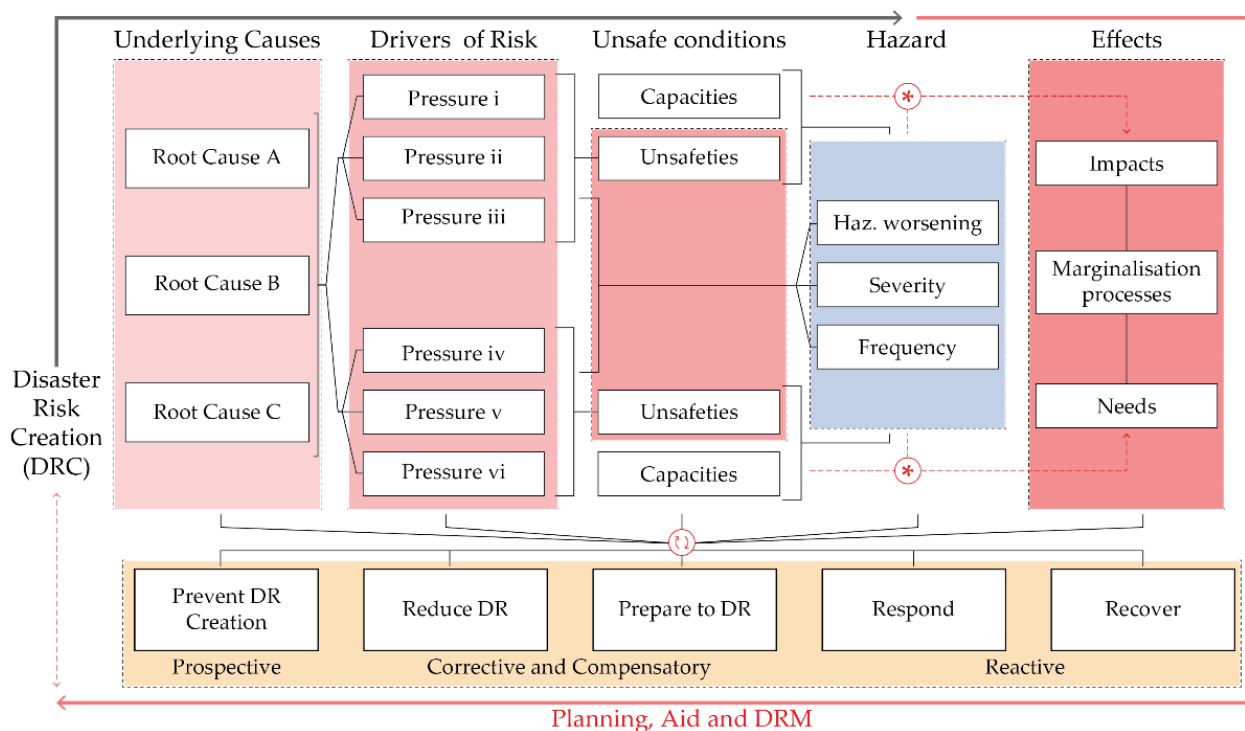 Underlying Causes
Drivers of Risk
Unsafe conditions
Hazard
Effects
Root Cause A
Root Cause B
Root Cause C
Pressure i
Pressure ii
Pressure iii
Pressure iv
Pressure v
Pressure vi
Capacities
Unsafeties
Unsafeties
Capacities
*
*
Haz. worsening
Severity
Frequency
Impacts
Marginalisation
processes
Needs
Disaster
Risk
Creation
(DRC)
Prevent DR
Creation
Reduce DR
Prepare to DR
Respond
Recover
Prospective
Corrective and Compensatory
Reactive
Planning, Aid and DRM